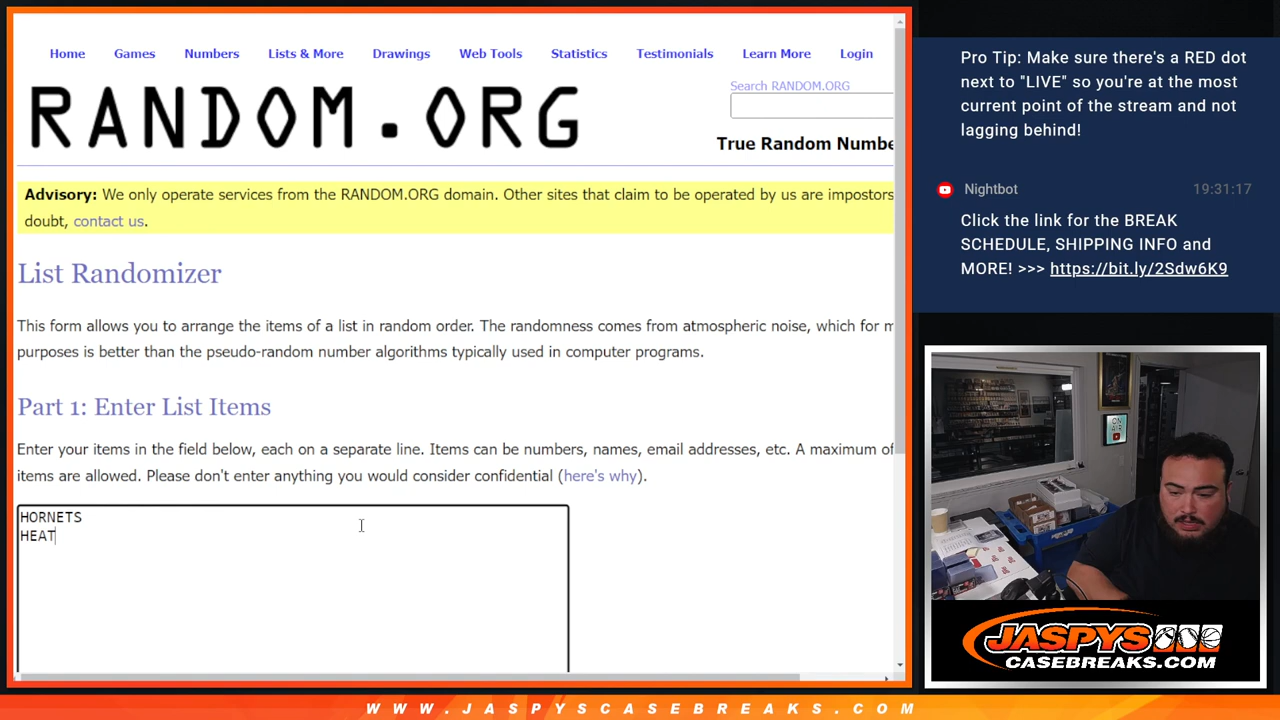 Home Games Numbers Lists & More Drawings Web Tools Statistics Testimonials Learn More Login
RANDOM.ORG
Search RANDOM.ORG
True Random Numbe
Advisory: We only operate services from the RANDOM.ORG domain. Other sites that claim to be operated by us are impostors
doubt, contact us.
List Randomizer
This form allows you to arrange the items of a list in random order. The randomness comes from atmospheric noise, which for m
purposes is better than the pseudo-random number algorithms typically used in computer programs.
Part 1: Enter List Items
Enter your items in the field below, each on a separate line. Items can be numbers, names, email addresses, etc. A maximum of
items are allowed. Please don't enter anything you would consider confidential (here's why).
HORNETS
HEAT
Pro Tip: Make sure there's a RED dot
next to "LIVE" so you're at the most
current point of the stream and not
lagging behind!
Nightbot 19:31:17
Click the link for the BREAK
SCHEDULE, SHIPPING INFO and
MORE! >>> https://bit.ly/2Sdw6K9
ON
AIR
JASPYS
CASEBREAKS.COM
WWW.JASPYSCASEBREAKS.COM